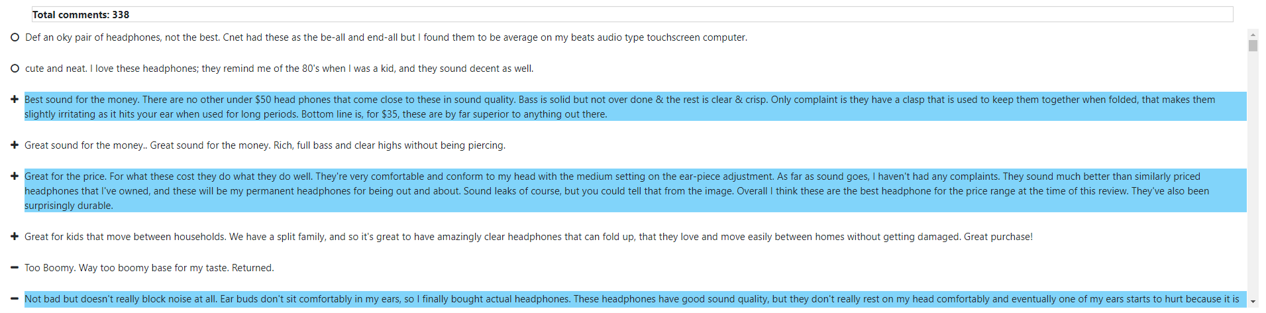 Total comments: 338
Def an oky pair of headphones, not the best. Cnet had these as the be-all and end-all but I found them to be average on my beats audio type touchscreen computer.
cute and neat. I love these headphones; they remind me of the 80's when I was a kid, and they sound decent as well.
Best sound for the money. There are no other under $50 head phones that come close to these in sound quality. Bass is solid but not over done & the rest is clear & crisp. Only complaint is they have a clasp that is used to keep them together when folded, that makes them
slightly irritating as it hits your ear when used for long periods. Bottom line is, for $35, these are by far superior to anything out there.
Great sound for the money.. Great sound for the money. Rich, full bass and clear highs without being piercing.
Great for the price. For what these cost they do what they do well. They're very comfortable and conform to my head with the medium setting on the ear-piece adjustment. As far as sound goes, I haven't had any complaints. They sound much better than similarly priced
headphones that I've owned, and these will be my permanent headphones for being out and about. Sound leaks of course, but you could tell that from the image. Overall I think these are the best headphone for the price range at the time of this review. They've also been
surprisingly durable.
Great for kids that move between households. We have a split family, and so it's great to have amazingly clear headphones that can fold up, that they love and move easily between homes without getting damaged. Great purchase!
Too Boomy. Way too boomy base for my taste. Returned.
Not bad but doesn't really block noise at all. Ear buds don't sit comfortably in my ears, so I finally bought actual headphones. These headphones have good sound quality, but they don't really rest on my head comfortably and eventually one of my ears starts to hurt because it is